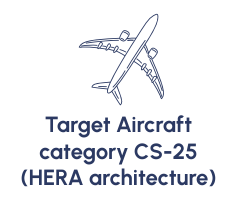 Target Aircraft
category CS-25
(HERA architecture)